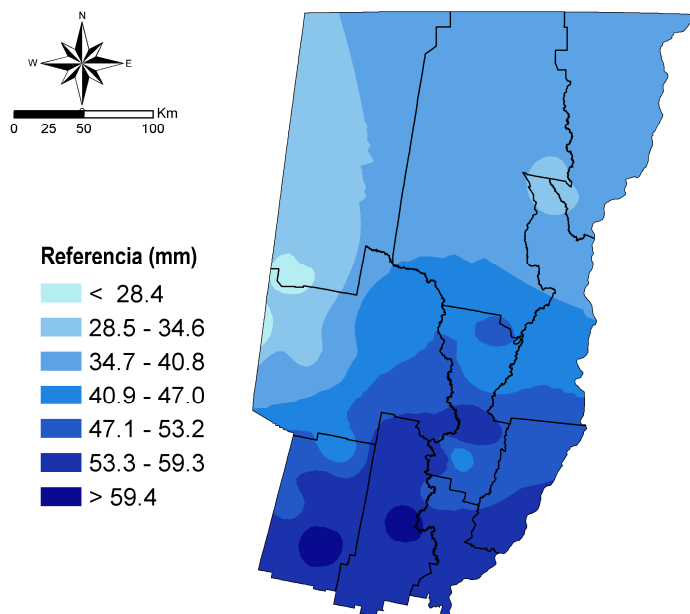 N
W E
S
Km
0 25 50 100
Referencia (mm)
< 28.4
28.5 - 34.6
34.7 - 40.8
40.9 - 47.0
47.1 - 53.2
53.3 - 59.3
> 59.4